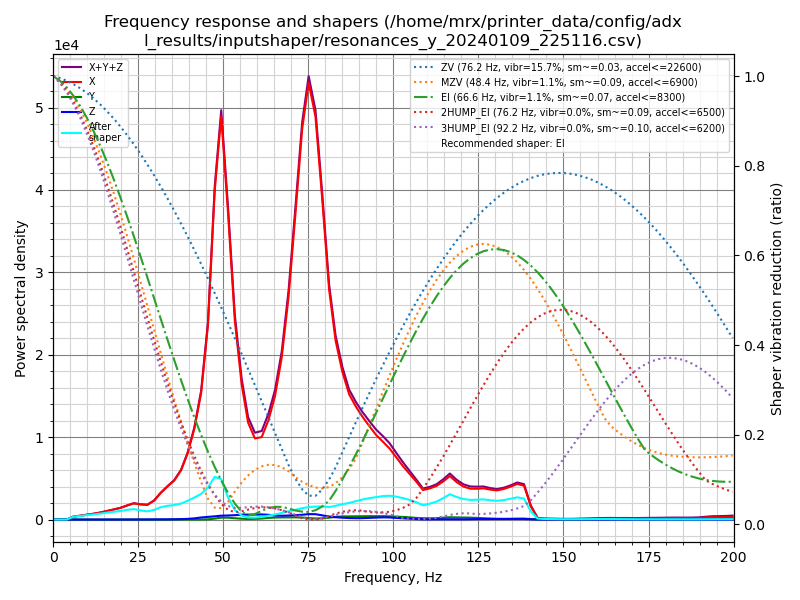 Frequency response and shapers (/home/mrx/printer_data/config/adx
l_results/inputshaper/resonances_y_20240109_225116.csv)
1e4
X+Y+Z
X
Y
Z
After
shaper
ZV (76.2 Hz, vibr=15.7%, sm~=0.03, accel<=22600)
MZV (48.4 Hz, vibr=1.1%, sm~=0.09, accel<=6900)
EI (66.6 Hz, vibr=1.1%, sm~=0.07, accel<=8300)
2HUMP_EI (76.2 Hz, vibr=0.0%, sm~=0.09, accel<=6500)
3HUMP_EI (92.2 Hz, vibr=0.0%, sm~=0.10, accel<=6200)
Recommended shaper: EI
5
4
3
2
1
0
Power spectral density
1.0
0.8
0.6
0.4
0.2
0.0
Shaper vibration reduction (ratio)
0 25 50 75 100 125 150 175 200
Frequency, Hz